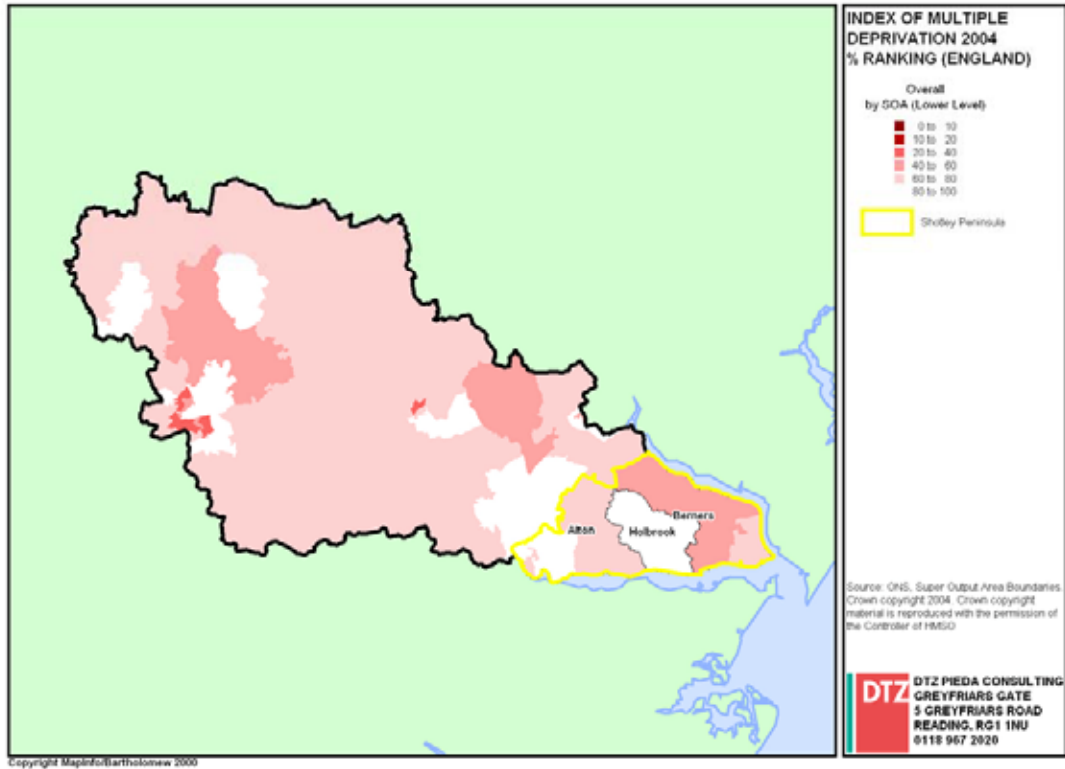 INDEX OF MULTIPLE
DEPRIVATION 2004
% RANKING (ENGLAND)
Overall
by SOA (Lower Level)
0 to 10
10 to 20
20 to 40
40 to 60
60 to 80
80 to 100
Shotley Peninsula
Alton
Holbrook
Berners
Source: ONS, Super Output Area Boundaries.
Crown copyright 2004. Crown copyright
material is reproduced with the permission of
the Controller of HMSO
DTZ
DTZ PIEDA CONSULTING
GREYFRIARS GATE
5 GREYFRIARS ROAD
READING, RG1 1NU
0118 967 2020
Copyright MapInfo/Bartholomew 2000